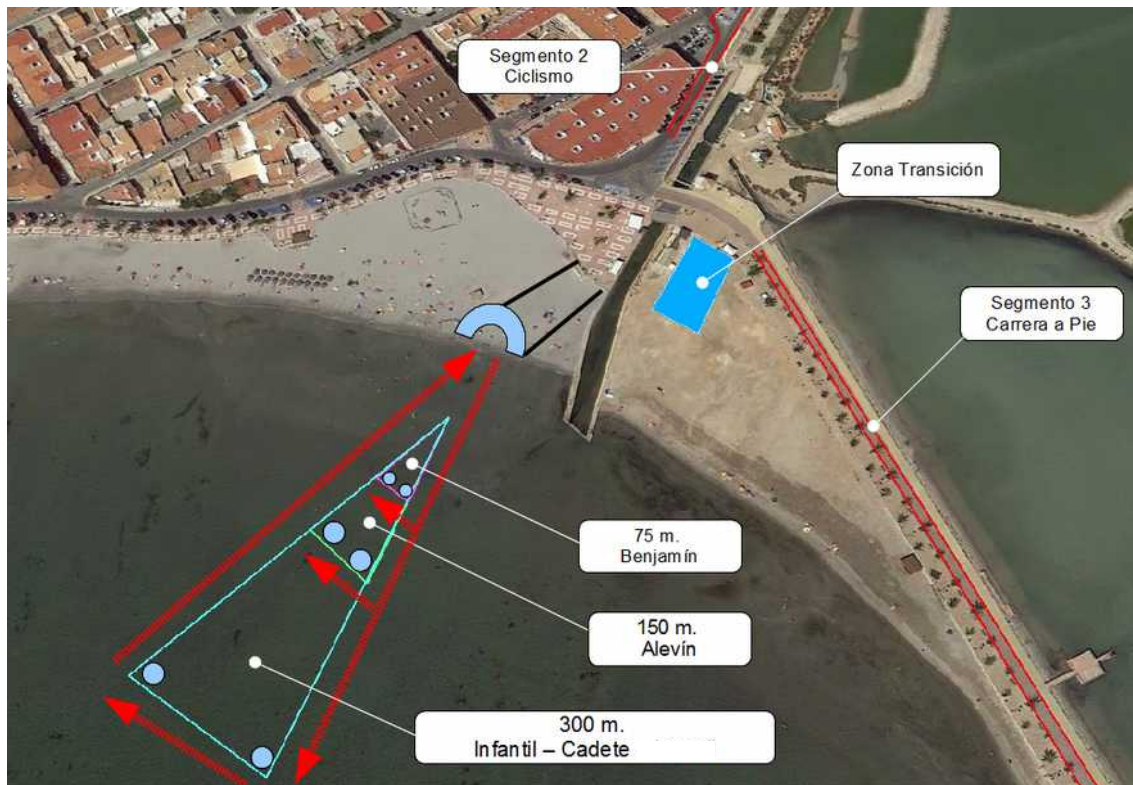 Segmento 2
Ciclismo
Zona Transición
Segmento 3
Carrera a Pie
75 m.
Benjamín
150 m.
Alevín
300 m.
Infantil – Cadete